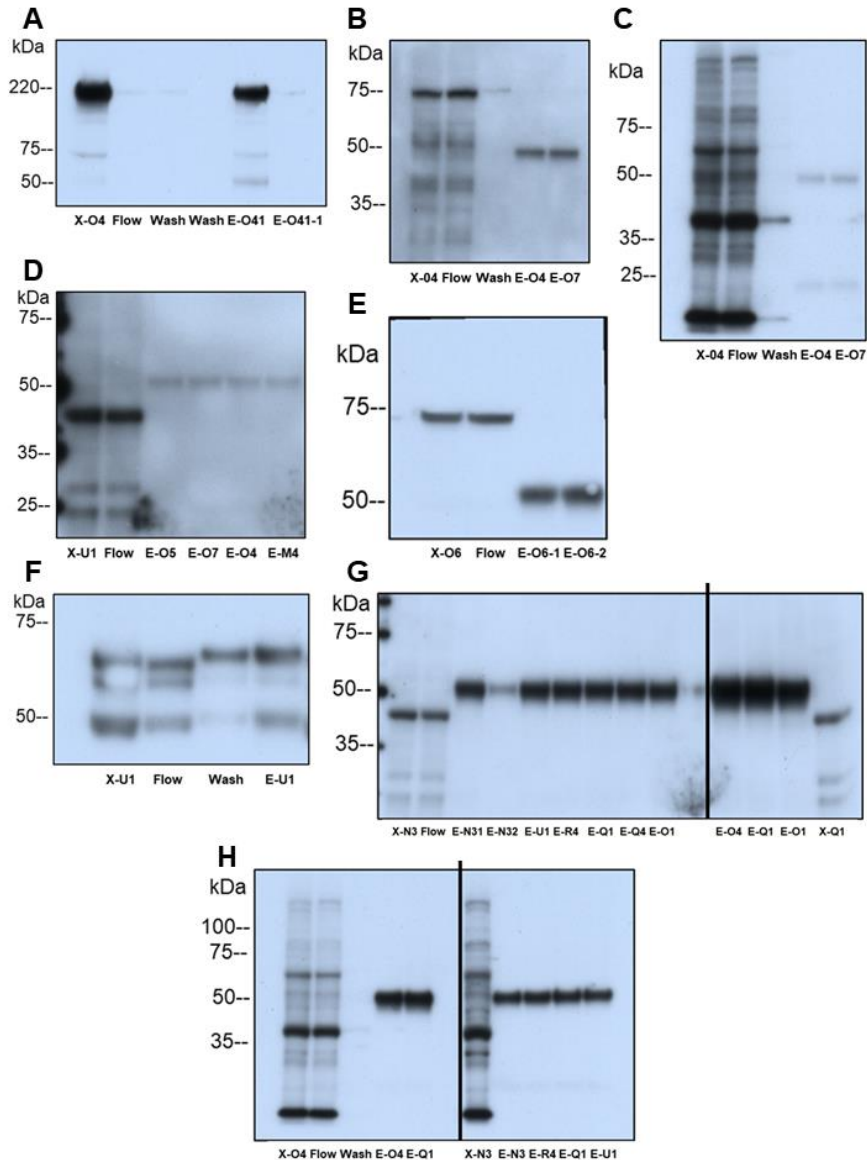 A
kDa
220--
75--
50--
X-O4 Flow Wash Wash E-O41 E-O41-1
B
kDa
75--
50--
35--
X-04 Flow Wash E-O4 E-O7
C
kDa
75--
50--
35--
25--
X-04 Flow Wash E-O4 E-O7
D
kDa
75--
50--
35--
25--
X-U1 Flow E-O5 E-O7 E-O4 E-M4
E
kDa
75--
50--
X-O6 Flow E-O6-1 E-O6-2
F
kDa
75--
50--
X-U1 Flow Wash E-U1
G
kDa
75--
50--
35--
X-N3 Flow E-N31 E-N32 E-U1 E-R4 E-Q1 E-Q4 E-O1 E-O4 E-Q1 E-O1 X-Q1
H
kDa
100--
75--
50--
35--
X-O4 Flow Wash E-O4 E-Q1 X-N3 E-N3 E-R4 E-Q1 E-U1